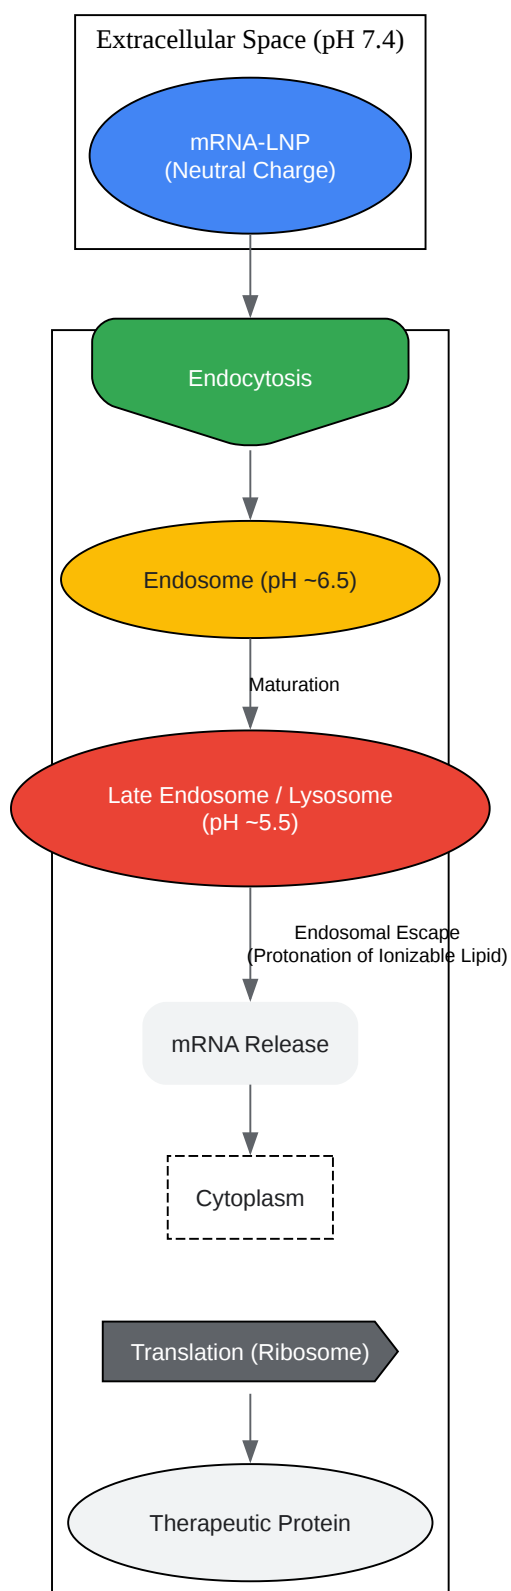 Extracellular Space (pH 7.4)
mRNA-LNP
(Neutral Charge)
Endocytosis
Endosome (pH ~6.5)
Maturation
Late Endosome / Lysosome
(pH ~5.5)
Endosomal Escape
(Protonation of Ionizable Lipid)
mRNA Release
Cytoplasm
Translation (Ribosome)
Therapeutic Protein